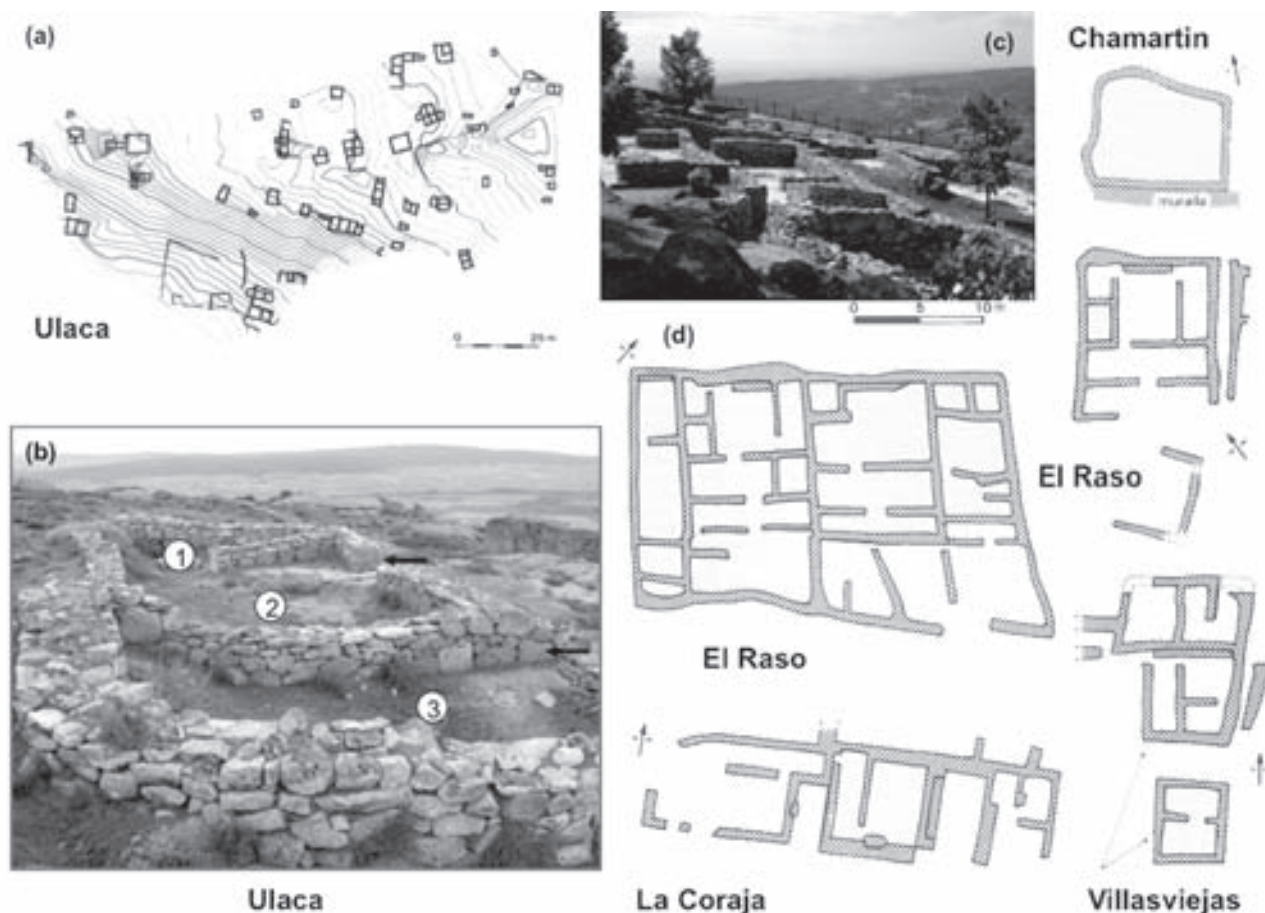 (a)
Ulaca
0 25 m
(b)
1
2
3
Ulaca
(c)
0 5 10 m
(d)
El Raso
La Coraja
Chamartin
muralla
El Raso
Villasviejas